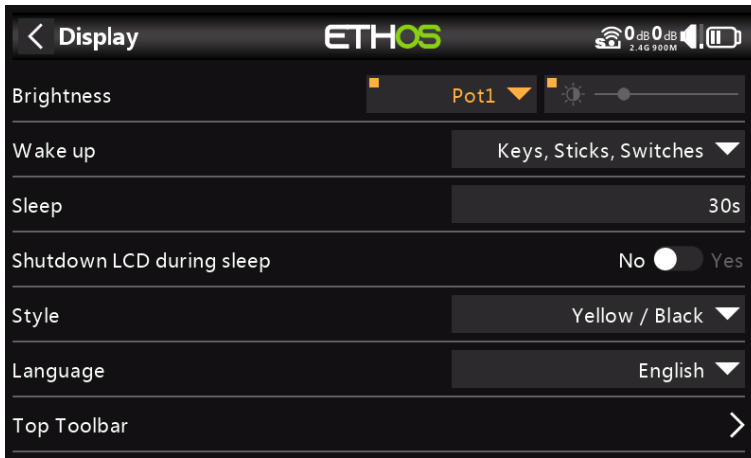 Display ETHOS 0dB 0dB
2.4G 900M
Brightness Pot1
Wake up Keys, Sticks, Switches
Sleep 30s
Shutdown LCD during sleep No Yes
Style Yellow / Black
Language English
Top Toolbar